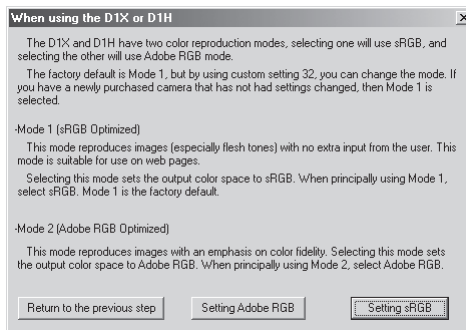 When using the D1X or D1H
The D1X and D1H have two color reproduction modes, selecting one will use sRGB, and
selecting the other will use Adobe RGB mode.
The factory default is Mode 1, but by using custom setting 32, you can change the mode. If
you have a newly purchased camera that has not had settings changed, then Mode 1 is
selected.
-Mode 1 (sRGB Optimized)
This mode reproduces images (especially flesh tones) with no extra input from the user. This
mode is suitable for use on web pages.
Selecting this mode sets the output color space to sRGB. When principally using Mode 1,
select sRGB. Mode 1 is the factory default.
-Mode 2 (Adobe RGB Optimized)
This mode reproduces images with an emphasis on color fidelity. Selecting this mode sets
the output color space to Adobe RGB. When principally using Mode 2, select Adobe RGB.
Return to the previous step Setting Adobe RGB Setting sRGB